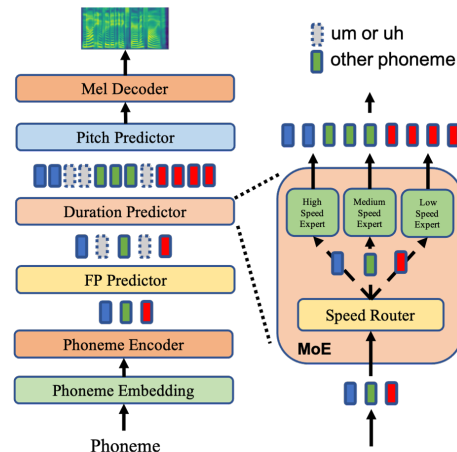 um or uh
other phoneme
Mel Decoder
Pitch Predictor
Duration Predictor
FP Predictor
Phoneme Encoder
Phoneme Embedding
Phoneme
High
Speed
Expert
Medium
Speed
Expert
Low
Speed
Expert
Speed Router
MoE